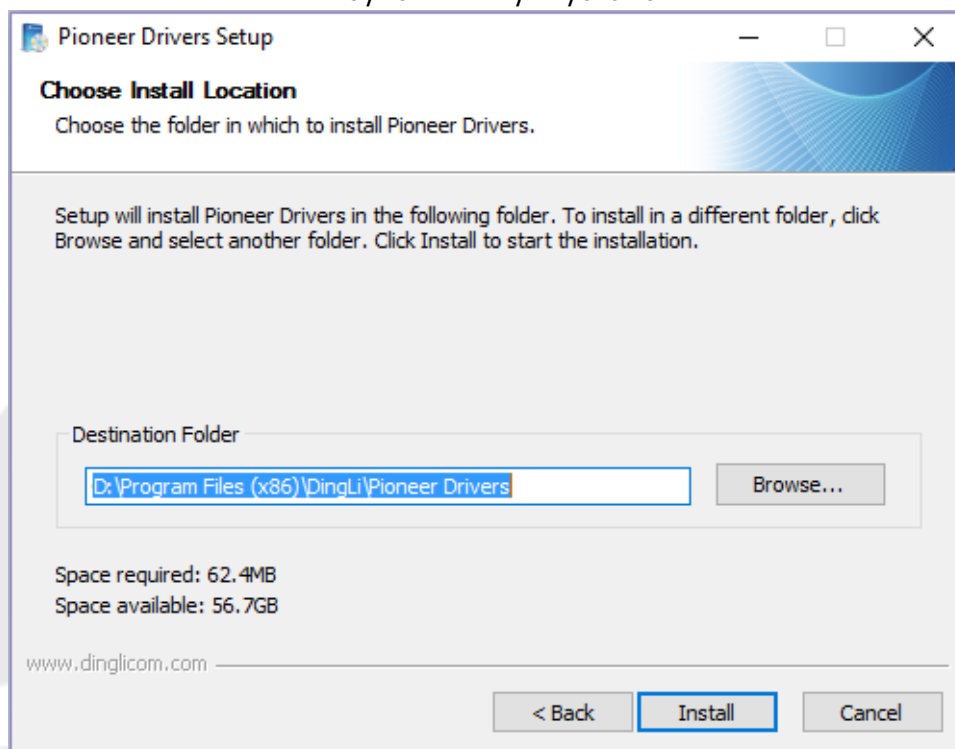 Pioneer Drivers Setup
Choose Install Location
Choose the folder in which to install Pioneer Drivers.
Setup will install Pioneer Drivers in the following folder. To install in a different folder, click
Browse and select another folder. Click Install to start the installation.
Destination Folder
D:\Program Files (x86)\DingLi\Pioneer Drivers
Browse...
Space required: 62.4MB
Space available: 56.7GB
www.dinglicom.com
< Back
Install
Cancel